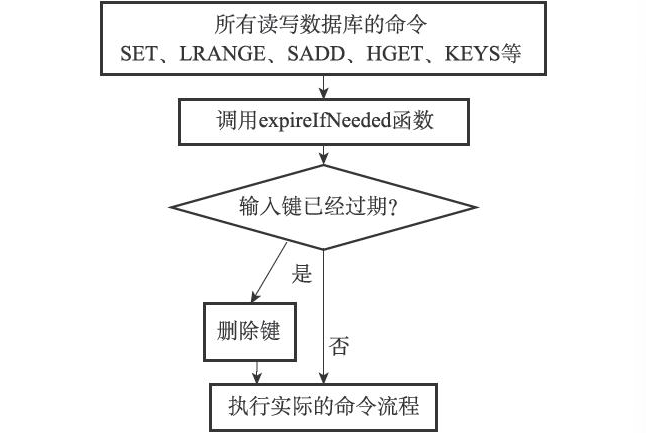 所有读写数据库的命令
SET、LRANGE、SADD、HGET、KEYS等
调用expireIfNeeded函数
输入键已经过期?
是
删除键
否
执行实际的命令流程